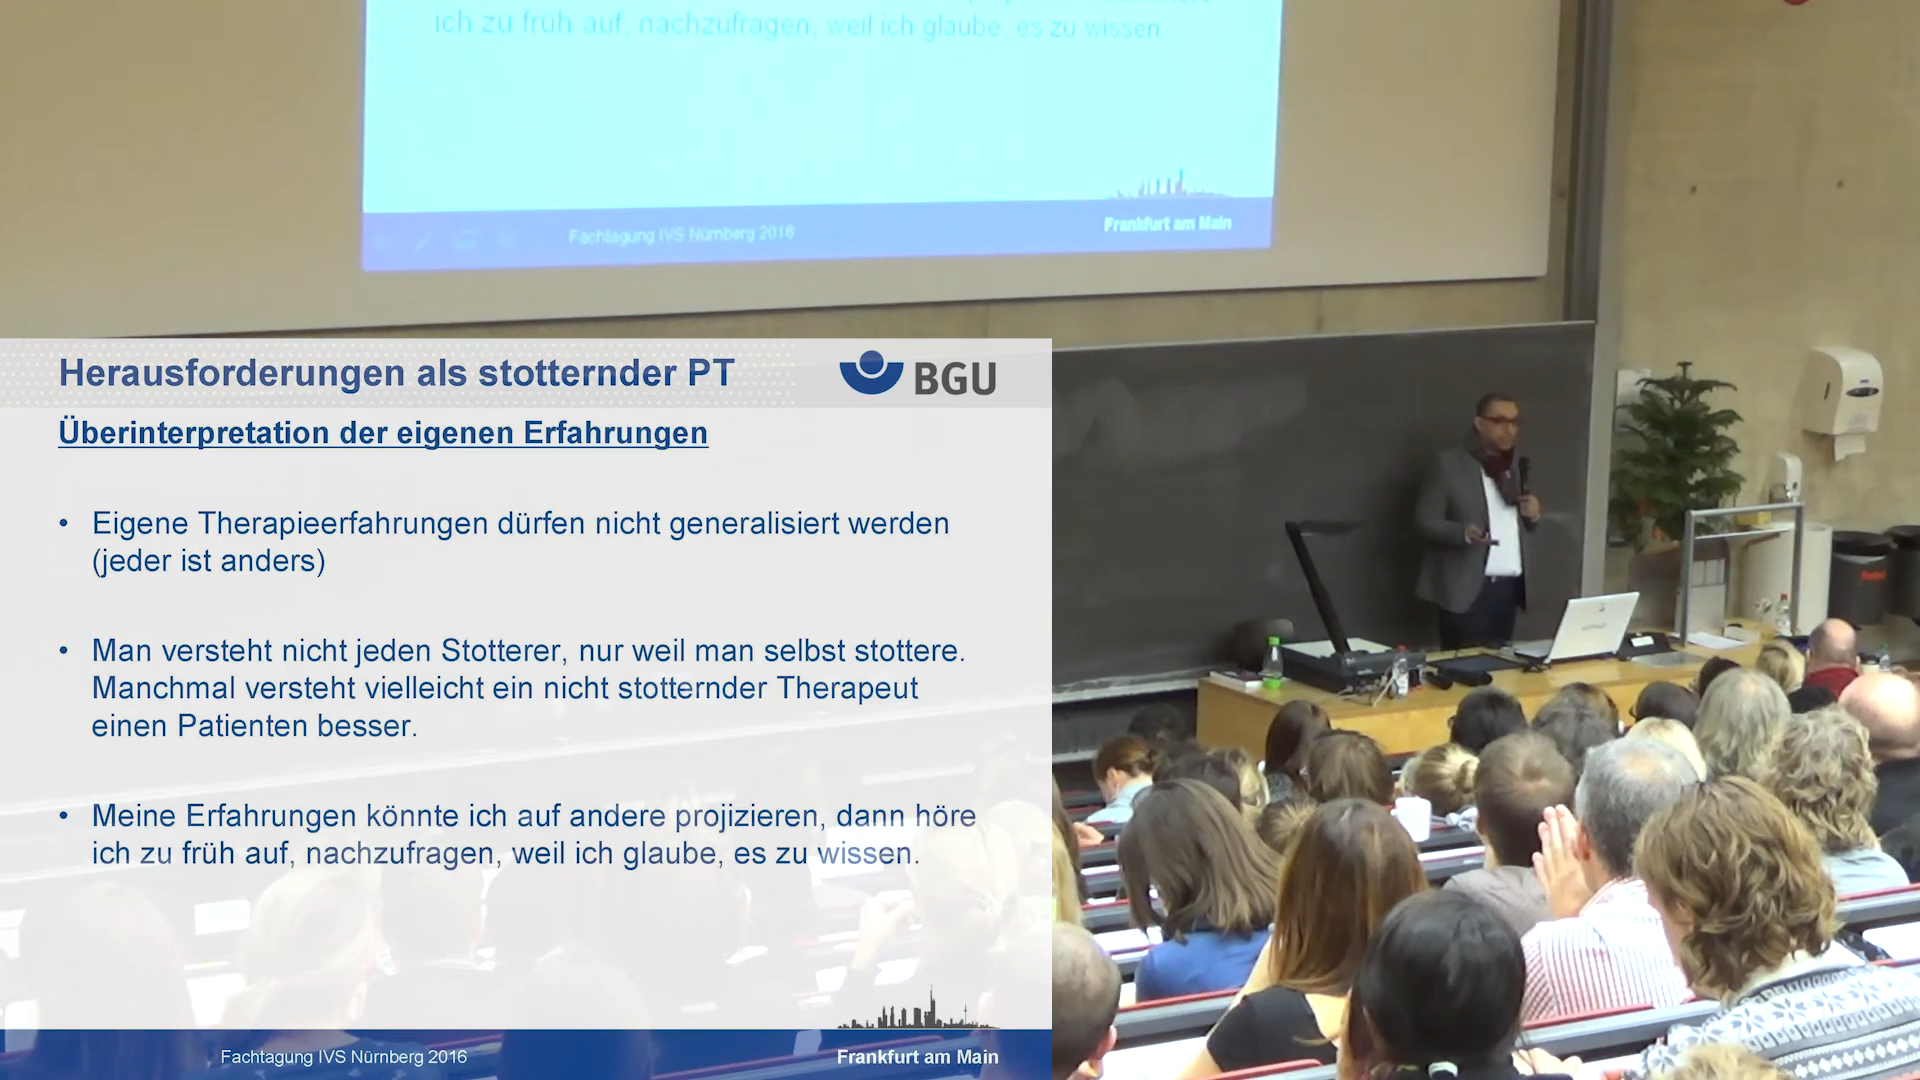 ich zu früh auf, nachzufragen, weil ich glaube, es zu wissen
Fachtagung IVS Nürnberg 2016
Frankfurt am Main
Herausforderungen als stotternder PT
BGU
Überinterpretation der eigenen Erfahrungen
• Eigene Therapieerfahrungen dürfen nicht generalisiert werden
(jeder ist anders)
• Man versteht nicht jeden Stotterer, nur weil man selbst stottere.
Manchmal versteht vielleicht ein nicht stotternder Therapeut
einen Patienten besser.
• Meine Erfahrungen könnte ich auf andere projizieren, dann höre
ich zu früh auf, nachzufragen, weil ich glaube, es zu wissen.
Fachtagung IVS Nürnberg 2016
Frankfurt am Main